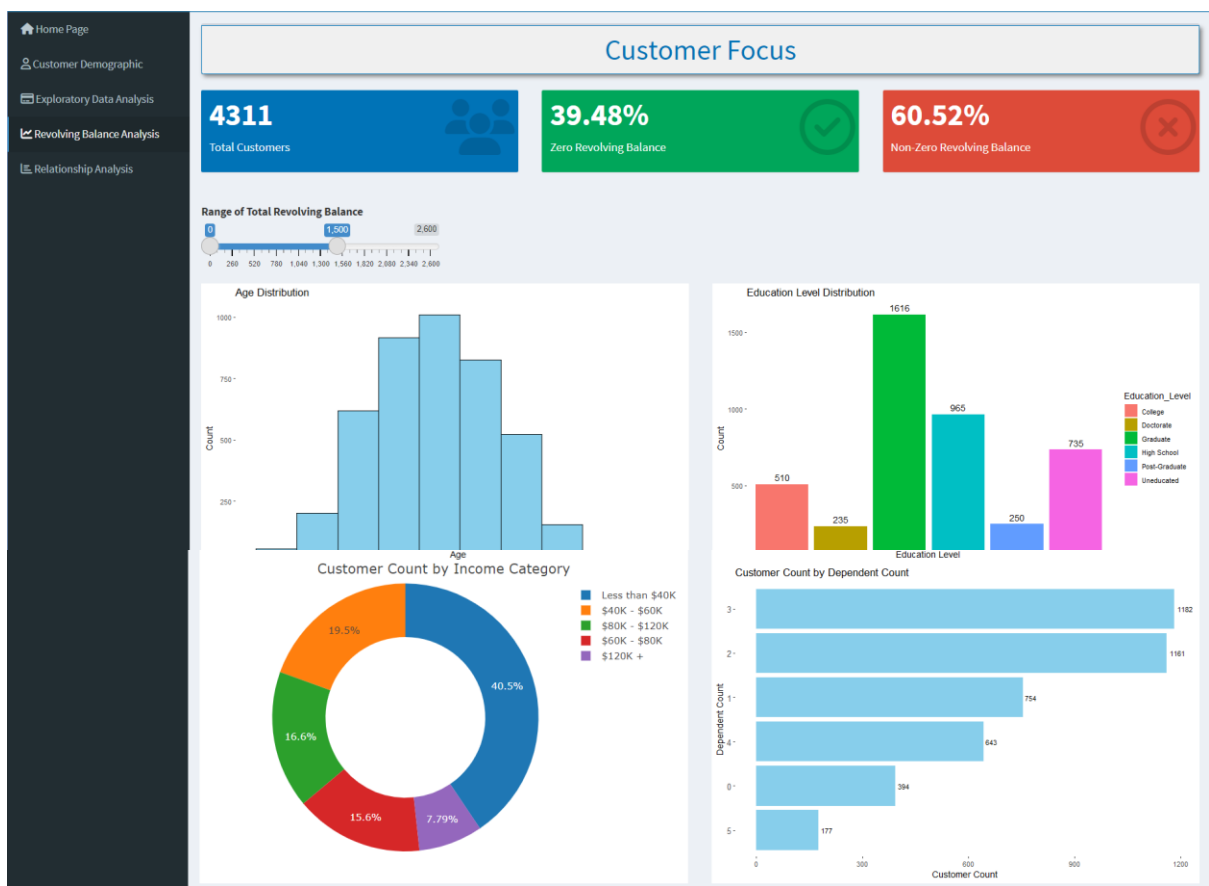 Home Page
Customer Demographic
Exploratory Data Analysis
Revolving Balance Analysis
Relationship Analysis
Customer Focus
4311
Total Customers
39.48%
Zero Revolving Balance
60.52%
Non-Zero Revolving Balance
Range of Total Revolving Balance
0 1,500 2,600
0 260 520 780 1,040 1,300 1,560 1,820 2,080 2,340 2,600
Age Distribution
1000
750
500
250
Count
Age
Education Level Distribution
1616
1500
1000
965
735
510
500
235
250
Count
Education Level
Education_Level
College
Doctorate
Graduate
High School
Post-Graduate
Uneducated
Customer Count by Income Category
Less than $40K
$40K - $60K
$80K - $120K
$60K - $80K
$120K +
19.5%
40.5%
16.6%
15.6%
7.79%
Customer Count by Dependent Count
3 1182
2 1161
1 754
4 643
0 394
5 177
Dependent Count
0 300 600 900 1200
Customer Count